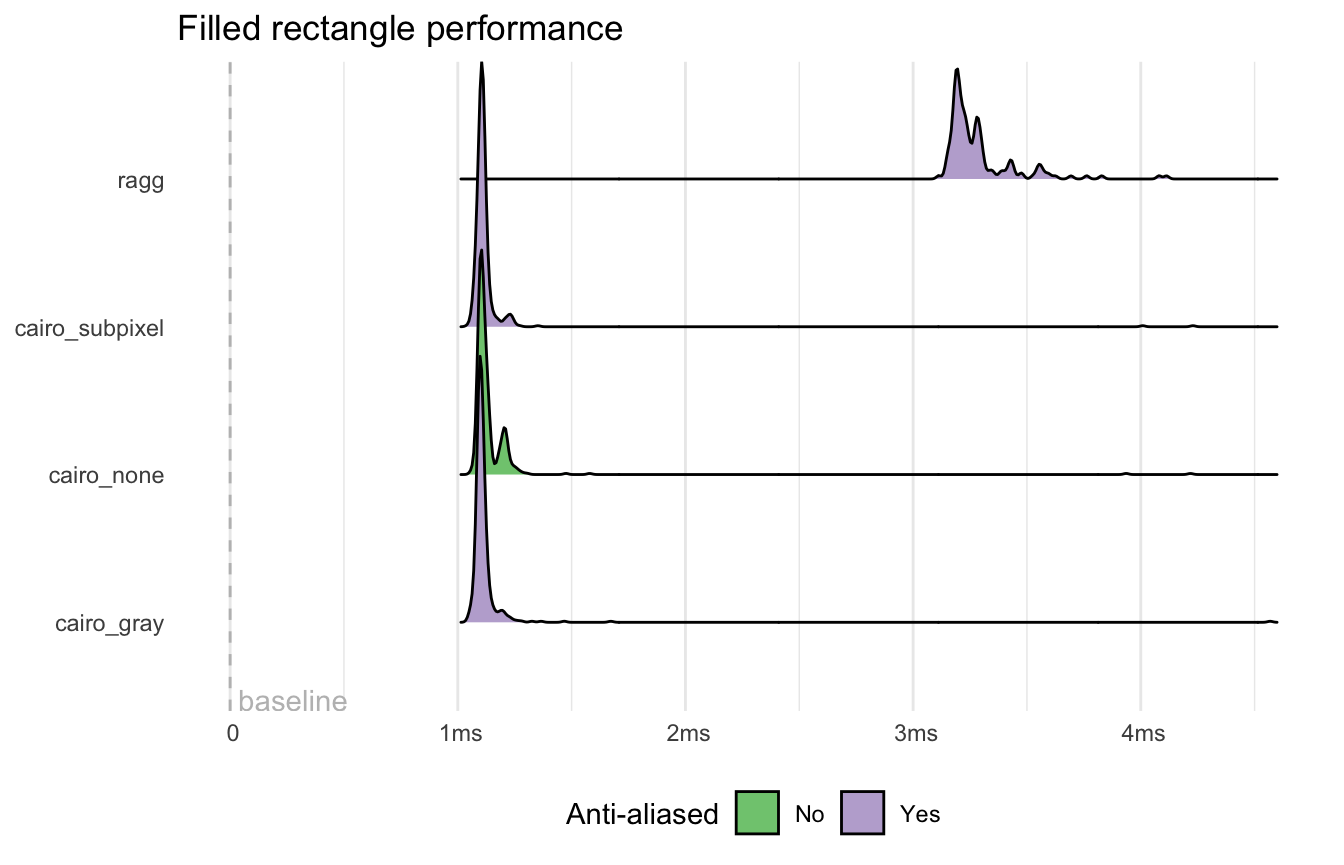 Filled rectangle performance
ragg
cairo_subpixel
cairo_none
cairo_gray
baseline
0 1ms 2ms 3ms 4ms
Anti-aliased No Yes